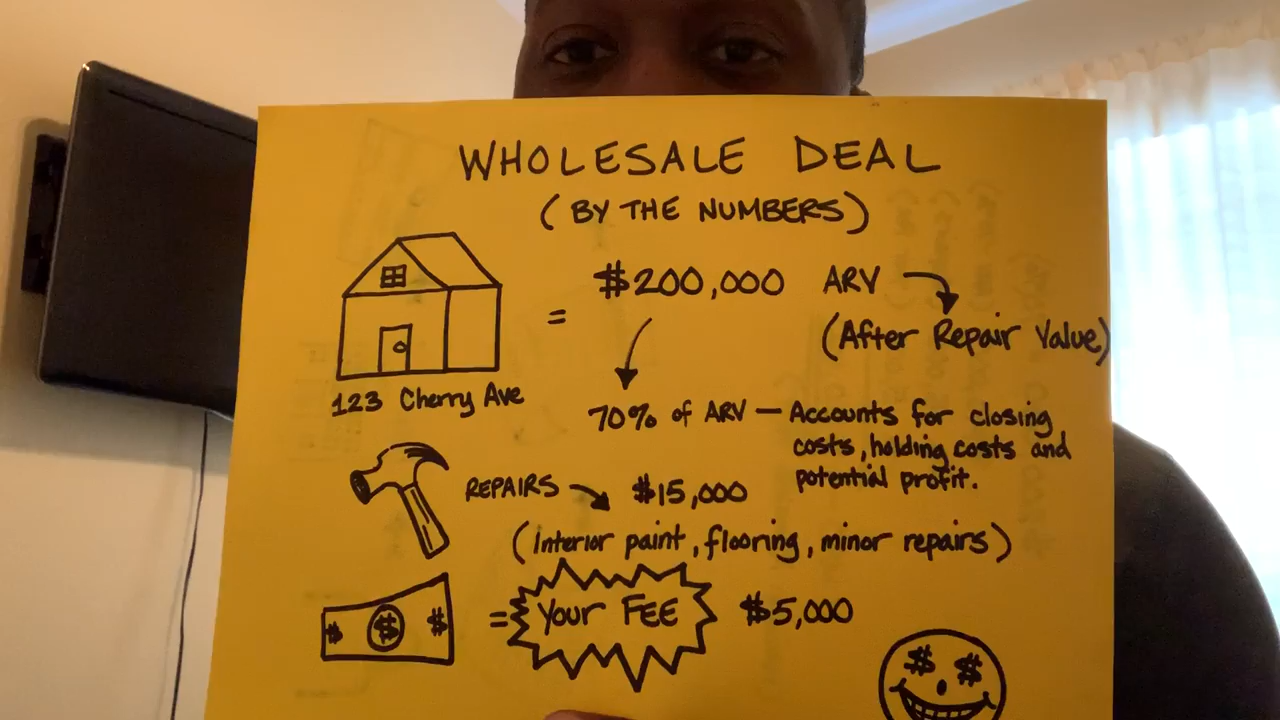 WHOLESALE DEAL
(BY THE NUMBERS)
= $200,000 ARV
(After Repair Value)
123 Cherry Ave
70% of ARV — Accounts for closing
costs, holding costs and
potential profit.
REPAIRS $15,000
(Interior paint, flooring, minor repairs)
$ $ $ = Your FEE $5,000
$ $